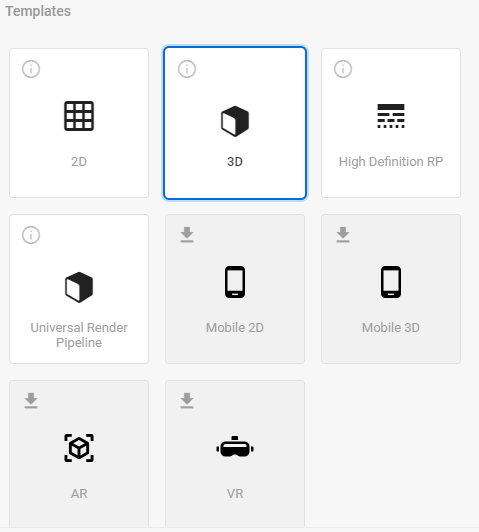 Templates
2D
3D
High Definition RP
Universal Render
Pipeline
Mobile 2D
Mobile 3D
AR
VR